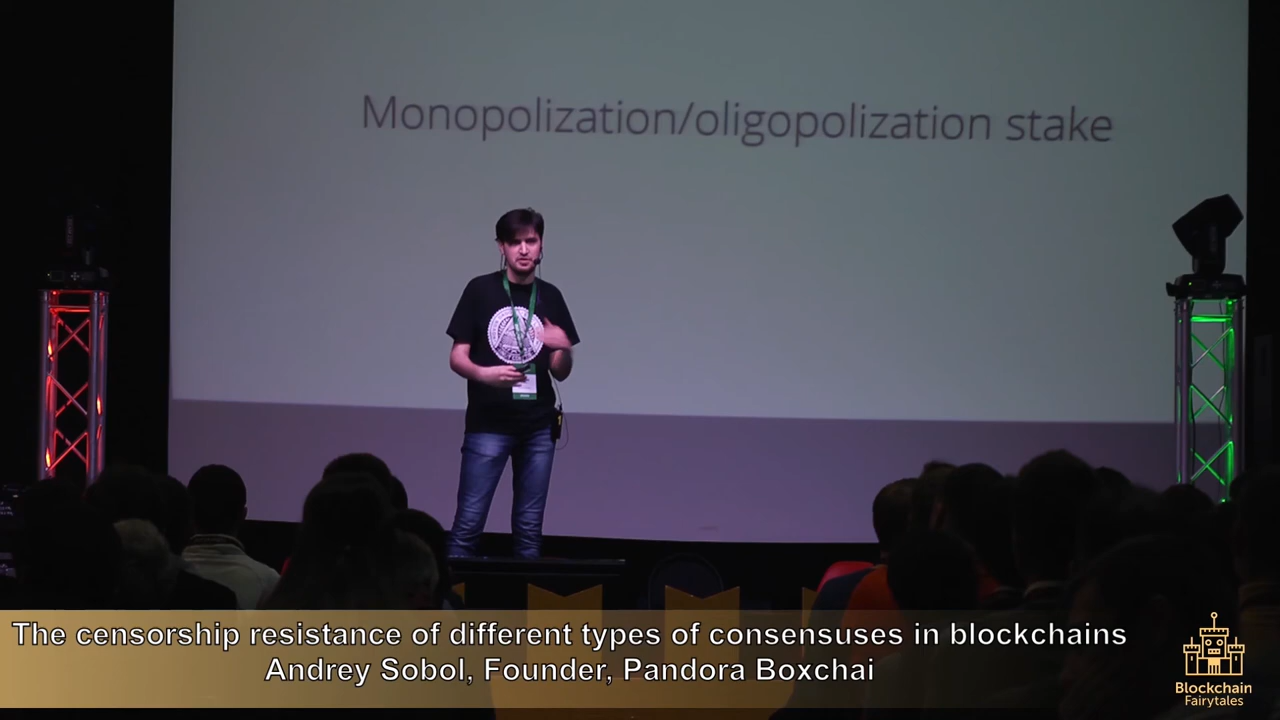 Monopolization/oligopolization stake
The censorship resistance of different types of consensuses in blockchains
Andrey Sobol, Founder, Pandora Boxchai
Blockchain
Fairytales